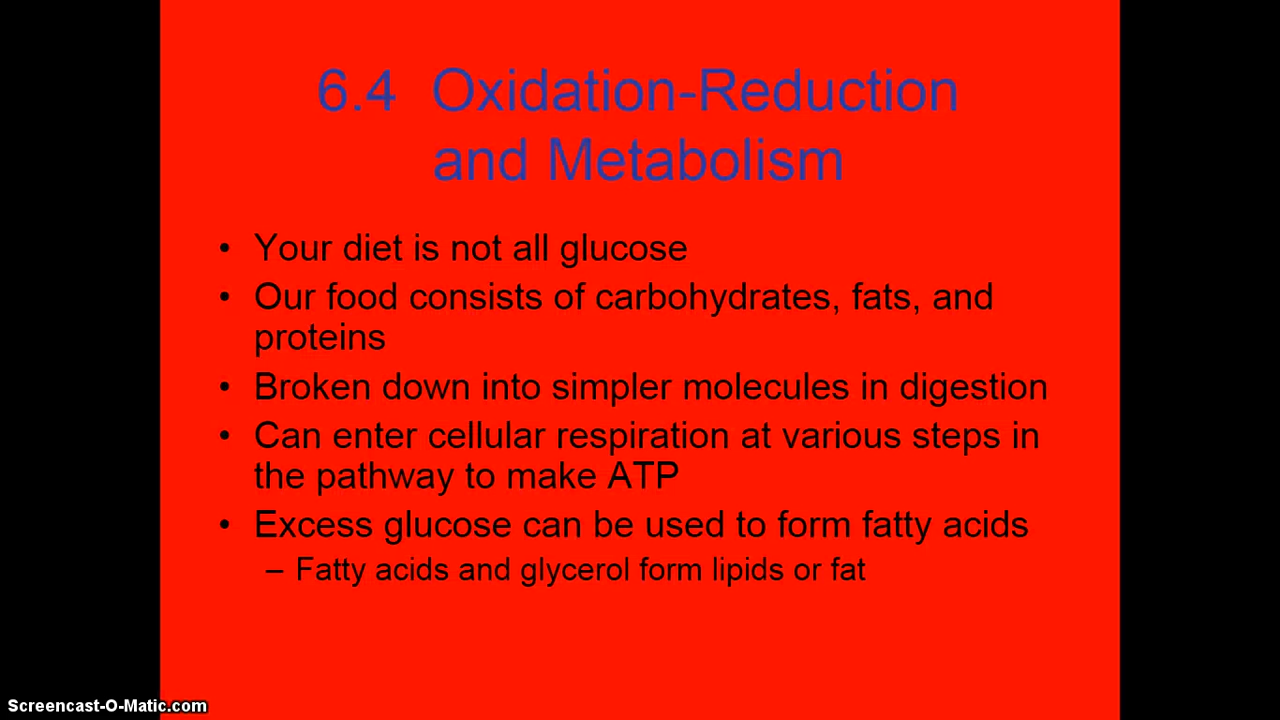 6.4 Oxidation-Reduction
and Metabolism
• Your diet is not all glucose
• Our food consists of carbohydrates, fats, and
proteins
• Broken down into simpler molecules in digestion
• Can enter cellular respiration at various steps in
the pathway to make ATP
• Excess glucose can be used to form fatty acids
– Fatty acids and glycerol form lipids or fat
Screencast-O-Matic.com